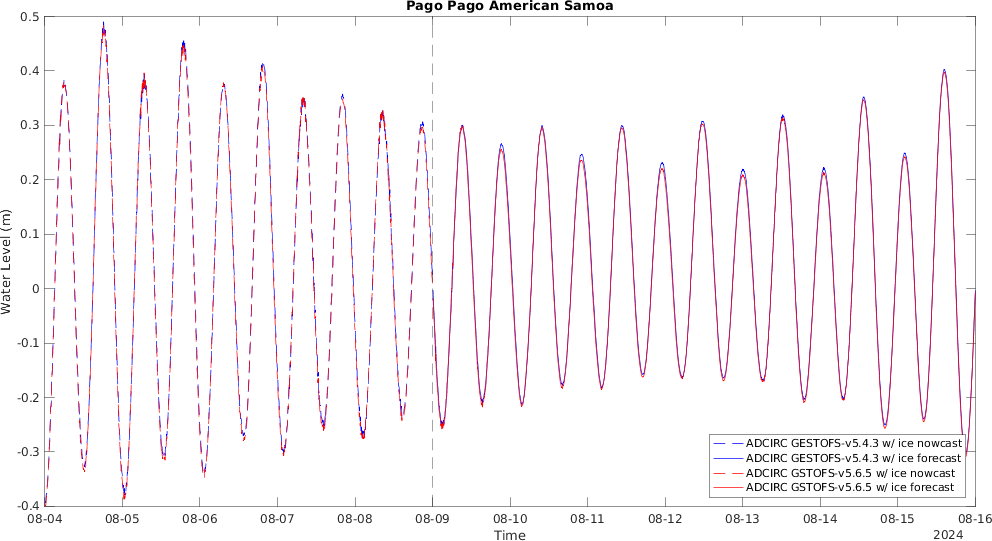 Pago Pago American Samoa
0.5
0.4
0.3
0.2
0.1
0
-0.1
-0.2
-0.3
-0.4
Water Level (m)
ADCIRC GESTOFS-v5.4.3 w/ ice nowcast
ADCIRC GESTOFS-v5.4.3 w/ ice forecast
ADCIRC GSTOFS-v5.6.5 w/ ice nowcast
ADCIRC GSTOFS-v5.6.5 w/ ice forecast
08-04 08-05 08-06 08-07 08-08 08-09 08-10 08-11 08-12 08-13 08-14 08-15 08-16
Time
2024